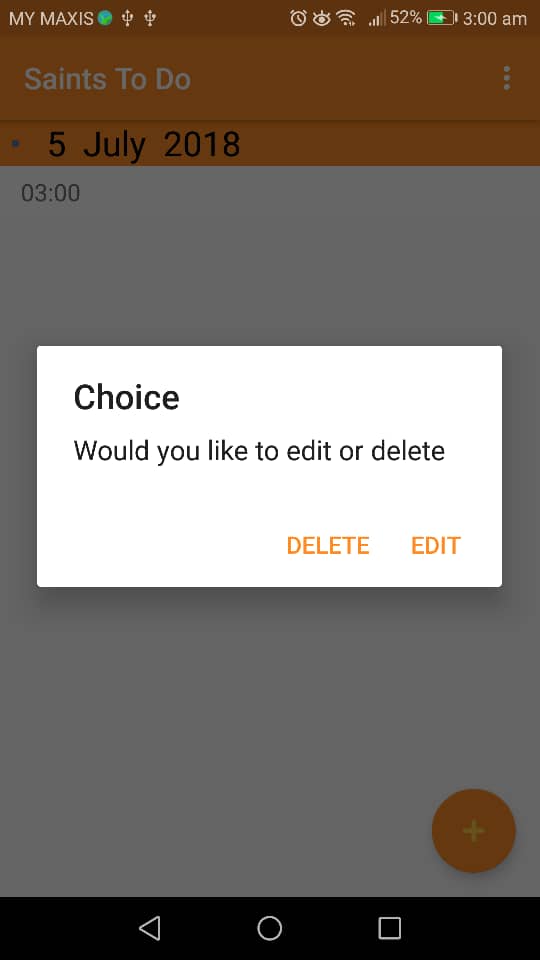 MY MAXIS 52% 3:00 am
Saints To Do
5 July 2018
03:00
Choice
Would you like to edit or delete
DELETE EDIT